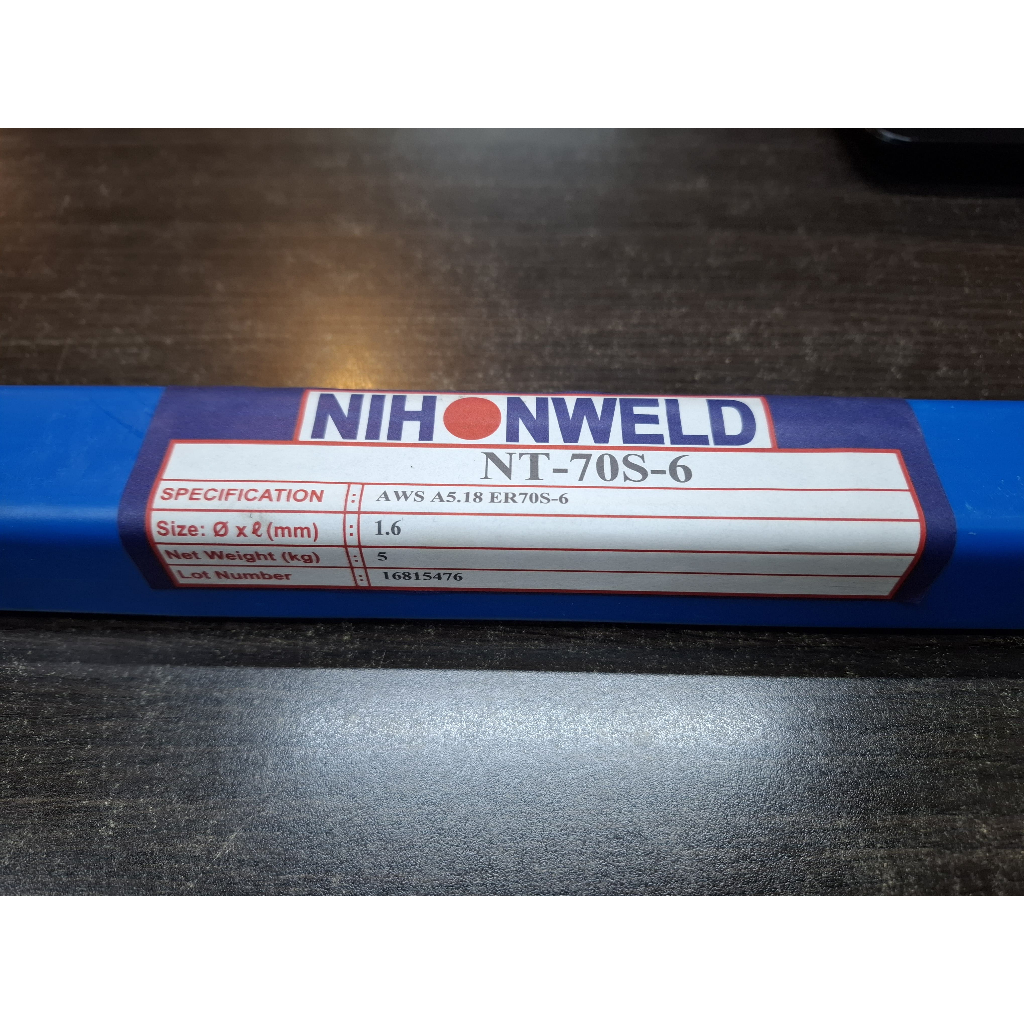 NIHONWELD
NT-70S-6
SPECIFICATION : AWS A5.18 ER70S-6
Size: Ø x ℓ (mm) : 1.6
Net Weight (kg) : 5
Lot Number : 16815476